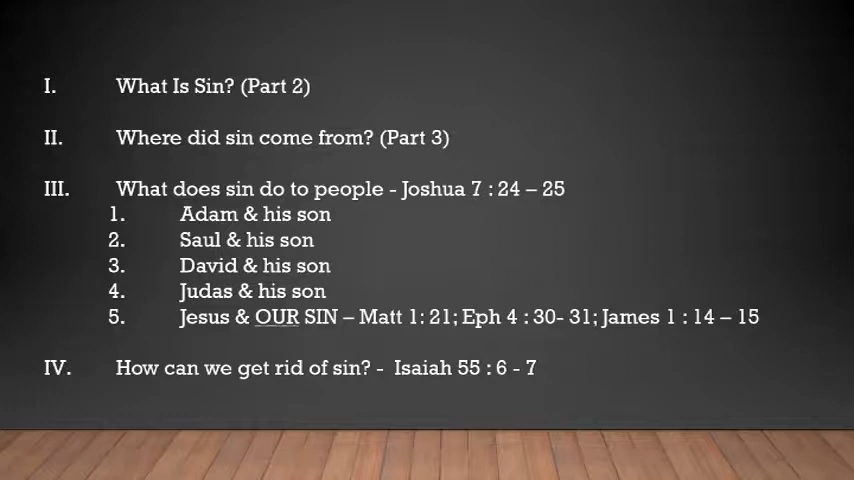 I. What Is Sin? (Part 2)
II. Where did sin come from? (Part 3)
III. What does sin do to people - Joshua 7 : 24 – 25
1. Adam & his son
2. Saul & his son
3. David & his son
4. Judas & his son
5. Jesus & OUR SIN – Matt 1: 21; Eph 4 : 30- 31; James 1 : 14 – 15
IV. How can we get rid of sin? - Isaiah 55 : 6 - 7